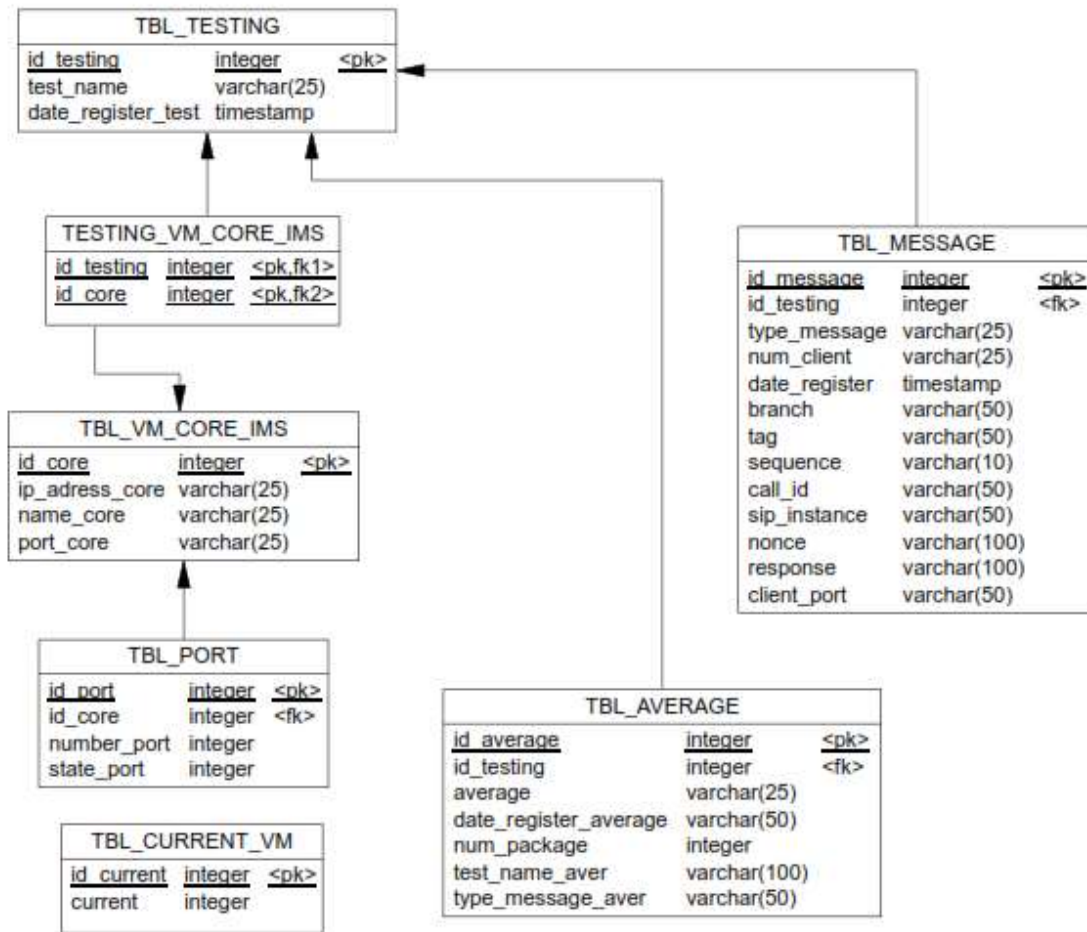 TBL_TESTING
id_testing integer <pk>
test_name varchar(25)
date_register_test timestamp
TESTING_VM_CORE_IMS
id_testing integer <pk,fk1>
id_core integer <pk,fk2>
TBL_MESSAGE
id_message integer <pk>
id_testing integer <fk>
type_message varchar(25)
num_client varchar(25)
date_register timestamp
branch varchar(50)
tag varchar(50)
sequence varchar(10)
call_id varchar(50)
sip_instance varchar(50)
nonce varchar(100)
response varchar(100)
client_port varchar(50)
TBL_VM_CORE_IMS
id_core integer <pk>
ip_adress_core varchar(25)
name_core varchar(25)
port_core varchar(25)
TBL_PORT
id_port integer <pk>
id_core integer <fk>
number_port integer
state_port integer
TBL_AVERAGE
id_average integer <pk>
id_testing integer <fk>
average varchar(25)
date_register_average varchar(50)
num_package integer
test_name_aver varchar(100)
type_message_aver varchar(50)
TBL_CURRENT_VM
id_current integer <pk>
current integer